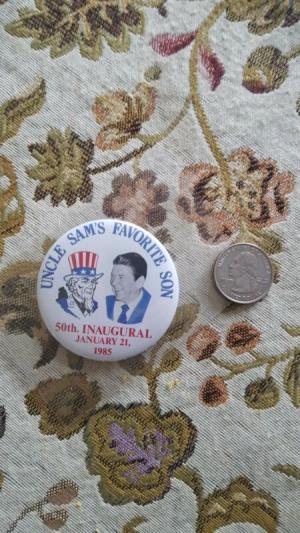 UNCLE SAM'S FAVORITE SON
50th. INAUGURAL
JANUARY 21,
1985